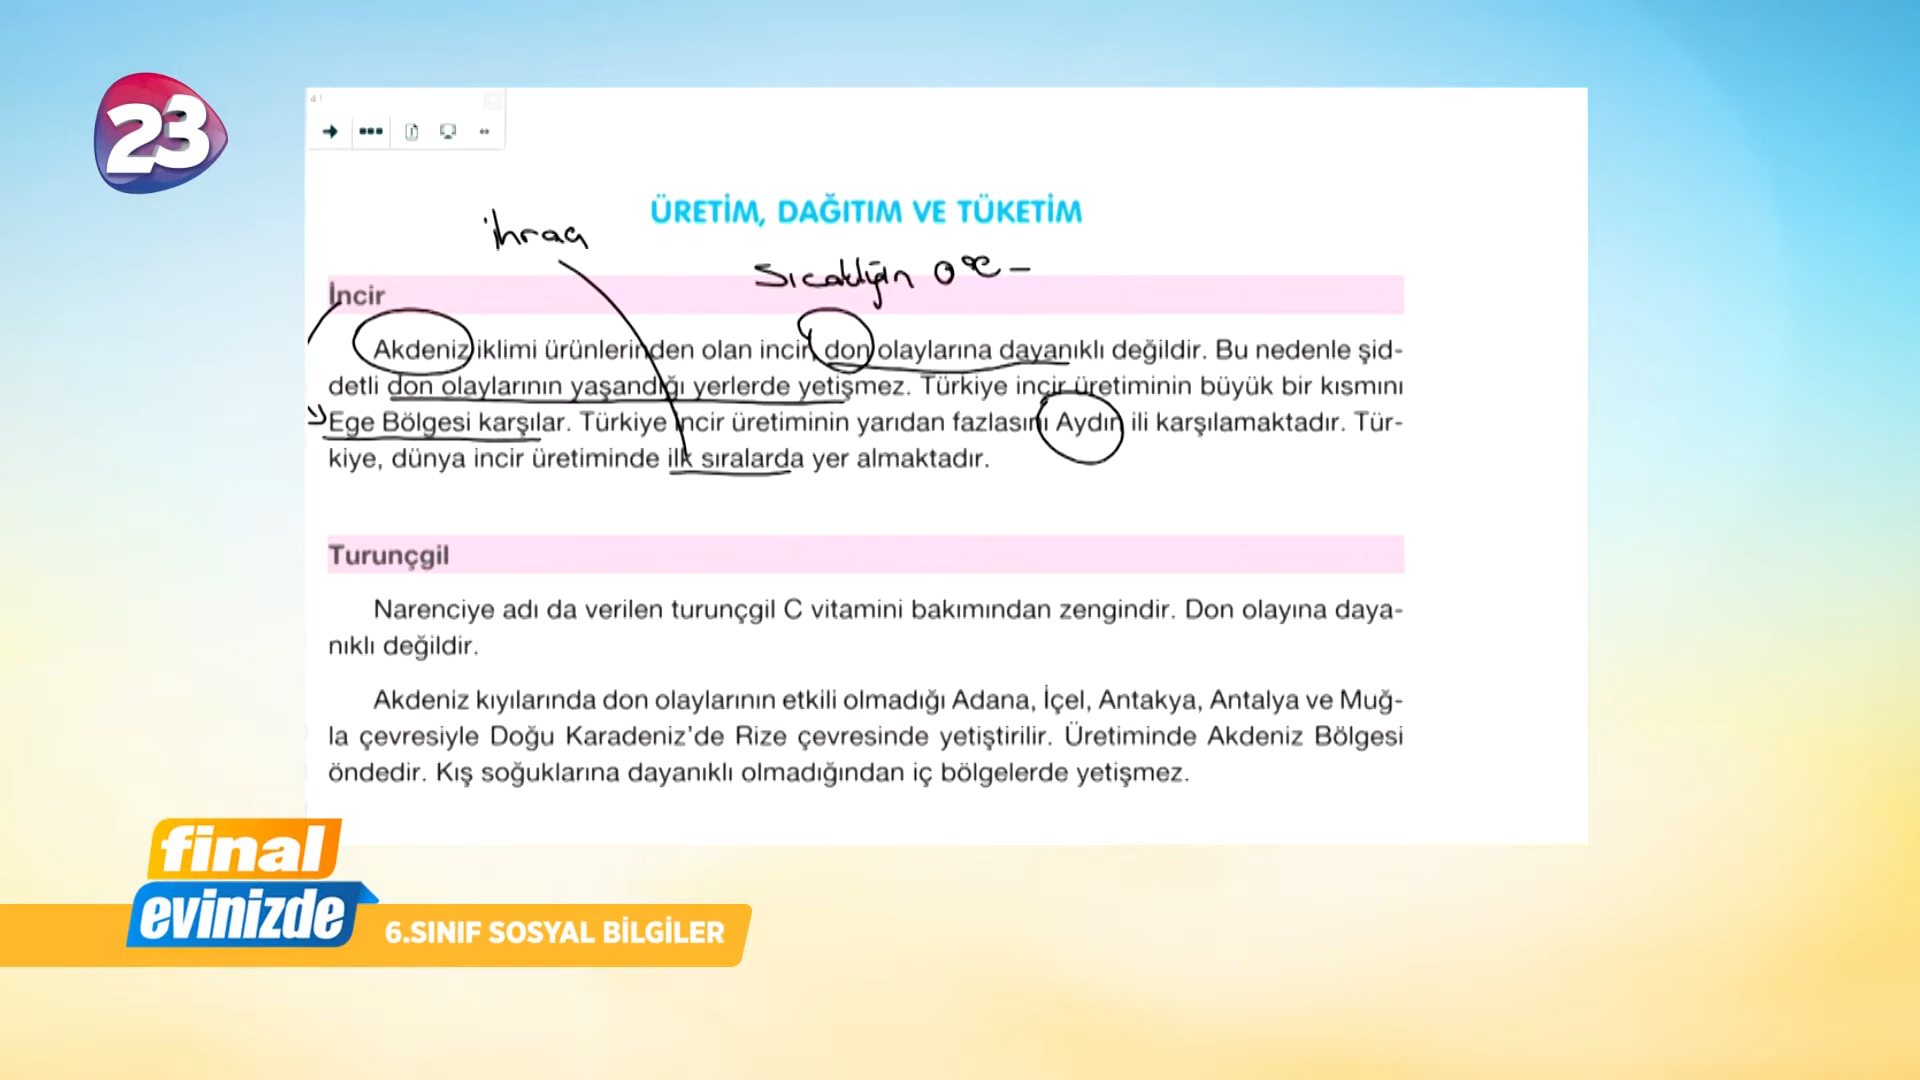 23
41
ÜRETİM, DAĞITIM VE TÜKETİM
ihraç
Sıcaklığın 0°C –
İncir
Akdeniz iklimi ürünlerinden olan incir, don olaylarına dayanıklı değildir. Bu nedenle şid-
detli don olaylarının yaşandığı yerlerde yetişmez. Türkiye incir üretiminin büyük bir kısmını
Ege Bölgesi karşılar. Türkiye incir üretiminin yarıdan fazlasını Aydın ili karşılamaktadır. Tür-
kiye, dünya incir üretiminde ilk sıralarda yer almaktadır.
Turunçgil
Narenciye adı da verilen turunçgil C vitamini bakımından zengindir. Don olayına daya-
nıklı değildir.
Akdeniz kıyılarında don olaylarının etkili olmadığı Adana, İçel, Antakya, Antalya ve Muğ-
la çevresiyle Doğu Karadeniz’de Rize çevresinde yetiştirilir. Üretiminde Akdeniz Bölgesi
öndedir. Kış soğuklarına dayanıklı olmadığından iç bölgelerde yetişmez.
final
evinizde
6.SINIF SOSYAL BİLGİLER